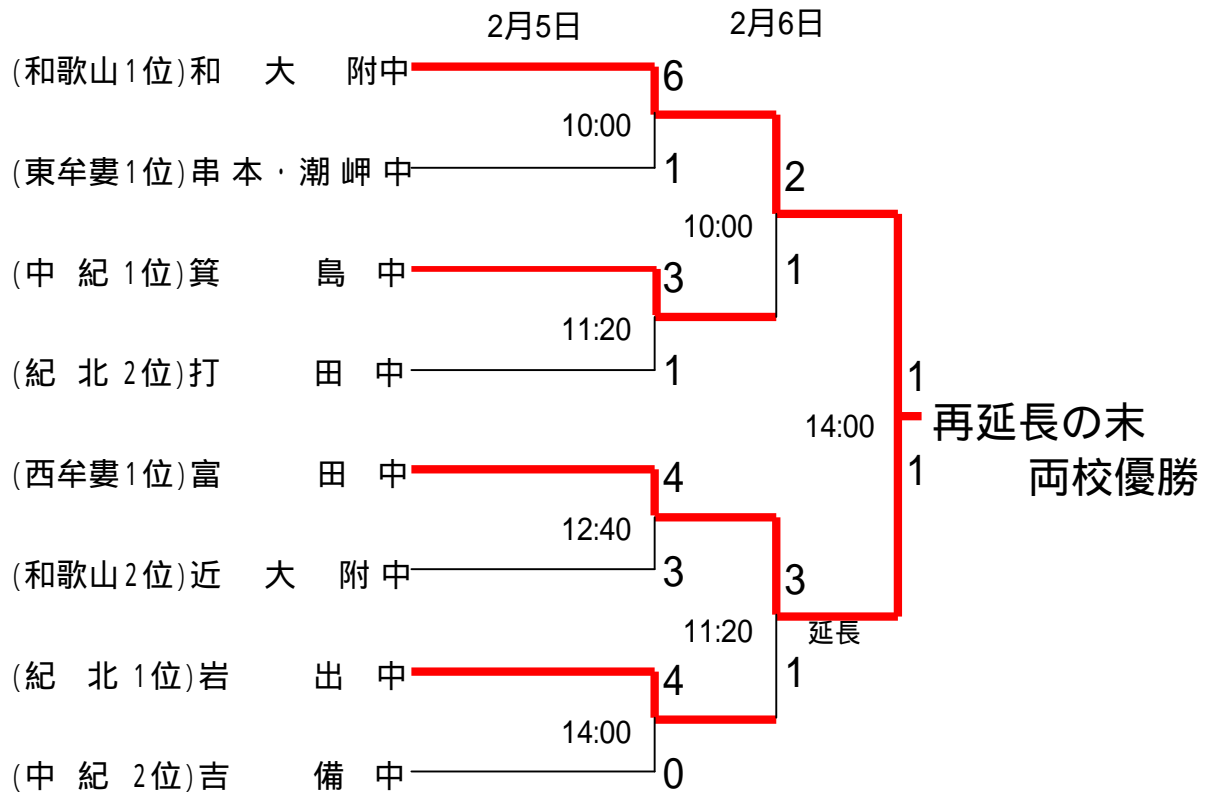 2月5日 2月6日
(和歌山1位)和 大 附中 6
10:00
(東牟婁1位)串本・潮岬中 1 2
10:00
(中紀1位)箕 島 中 3 1
11:20
(紀北2位)打 田 中 1 1
14:00 再延長の末
(西牟婁1位)富 田 中 4 1 両校優勝
12:40
(和歌山2位)近 大 附中 3 3
11:20 延長
(紀北1位)岩 出 中 4 1
14:00
(中紀2位)吉 備 中 0